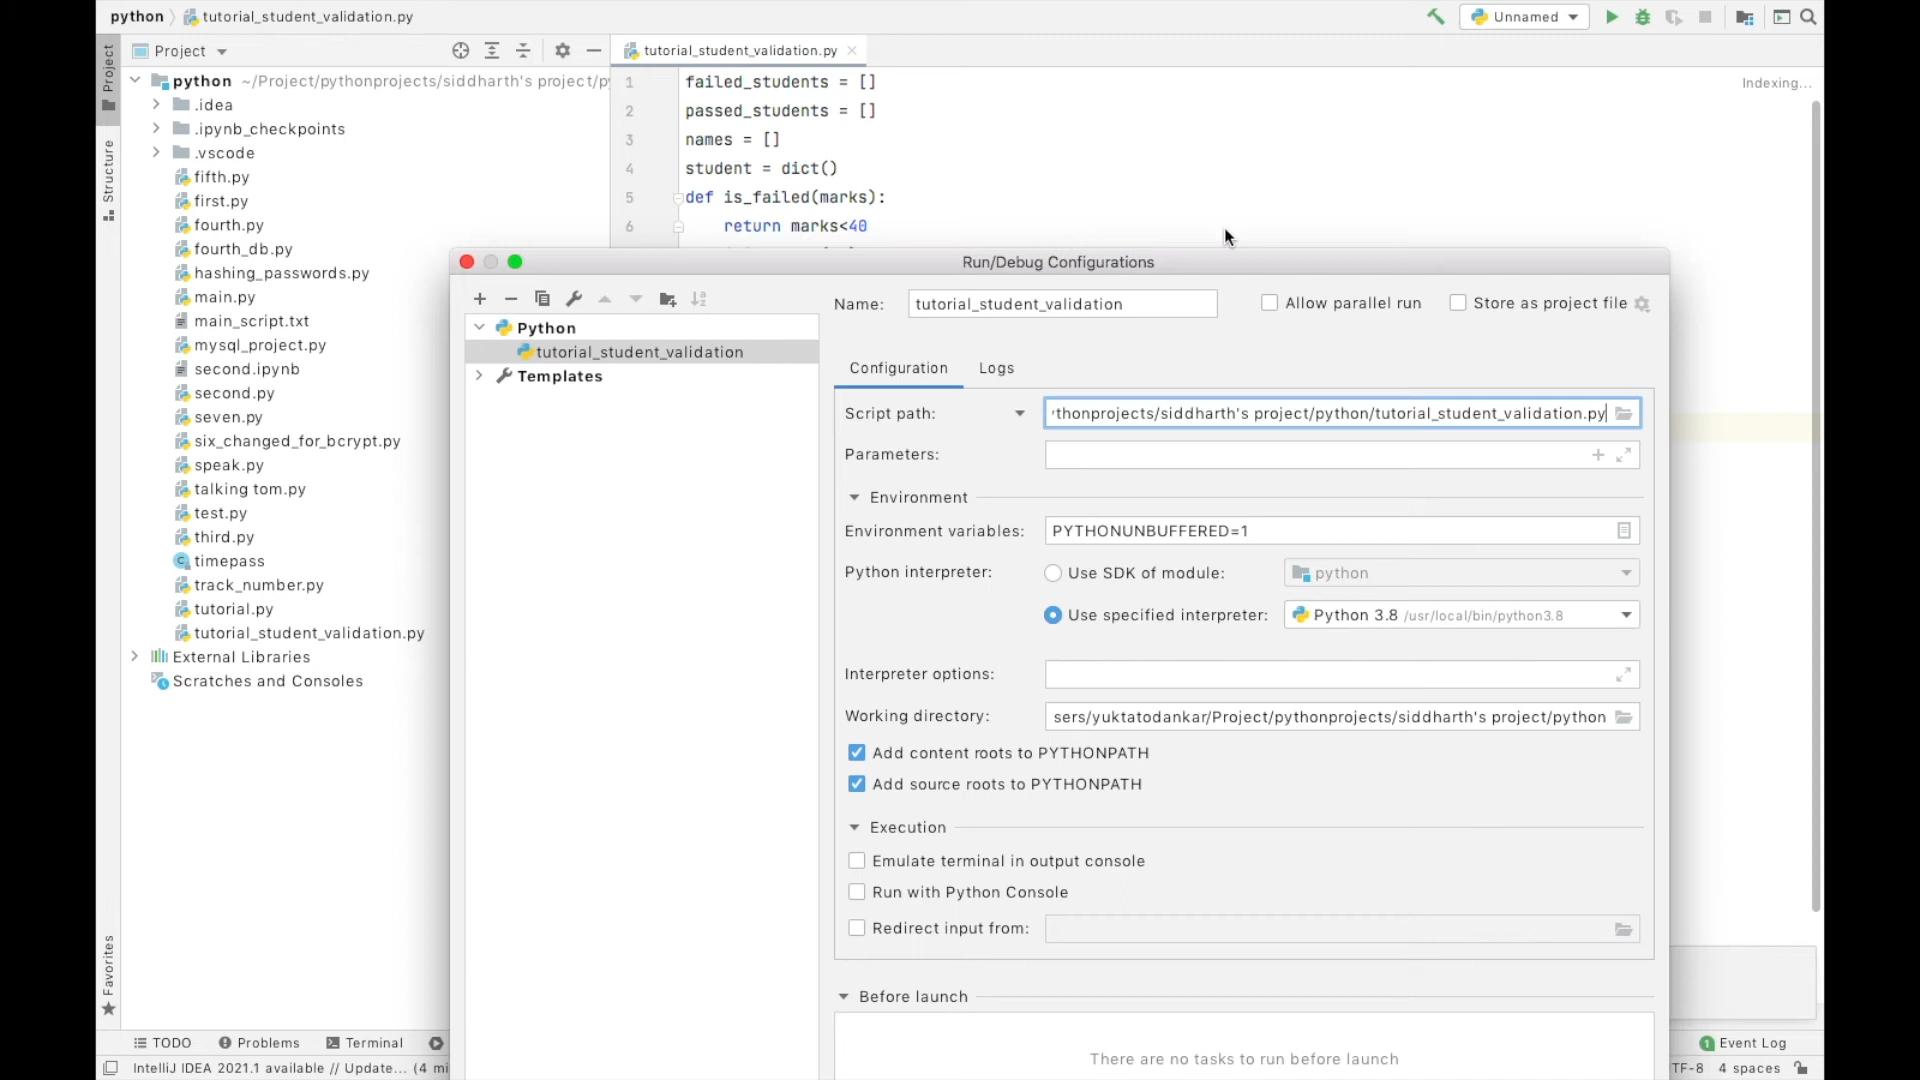 python tutorial_student_validation.py
Unnamed
Project
tutorial_student_validation.py
Project
Structure
Favorites
python ~/Project/pythonprojects/siddharth's project/p
.idea
.ipynb_checkpoints
.vscode
fifth.py
first.py
fourth.py
fourth_db.py
hashing_passwords.py
main.py
main_script.txt
mysql_project.py
second.ipynb
second.py
seven.py
six_changed_for_bcrypt.py
speak.py
talking tom.py
test.py
third.py
timepass
track_number.py
tutorial.py
tutorial_student_validation.py
External Libraries
Scratches and Consoles
1 failed_students = []
2 passed_students = []
3 names = []
4 student = dict()
5 def is_failed(marks):
6 return marks<40
Indexing...
Run/Debug Configurations
Python
tutorial_student_validation
Templates
Name: tutorial_student_validation
Allow parallel run
Store as project file
Configuration Logs
Script path: thonprojects/siddharth's project/python/tutorial_student_validation.py
Parameters:
Environment
Environment variables: PYTHONUNBUFFERED=1
Python interpreter: Use SDK of module: python
Use specified interpreter: Python 3.8 /usr/local/bin/python3.8
Interpreter options:
Working directory: sers/yuktatodankar/Project/pythonprojects/siddharth's project/python
Add content roots to PYTHONPATH
Add source roots to PYTHONPATH
Execution
Emulate terminal in output console
Run with Python Console
Redirect input from:
Before launch
There are no tasks to run before launch
TODO Problems Terminal
1 Event Log
IntelliJ IDEA 2021.1 available // Update... (4 mi
TF-8 4 spaces